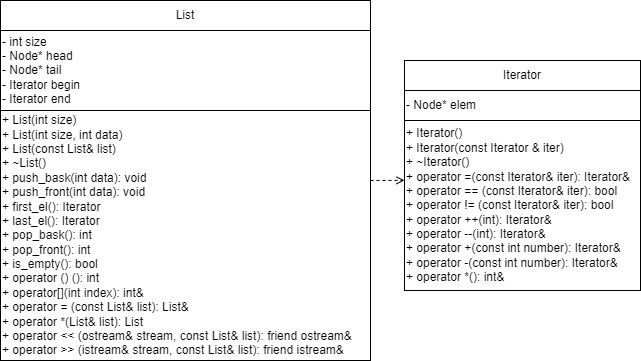 List
- int size
- Node* head
- Node* tail
- Iterator begin
- Iterator end
+ List(int size)
+ List(int size, int data)
+ List(const List& list)
+ ~List()
+ push_bask(int data): void
+ push_front(int data): void
+ first_el(): Iterator
+ last_el(): Iterator
+ pop_bask(): int
+ pop_front(): int
+ is_empty(): bool
+ operator () (): int
+ operator[](int index): int&
+ operator = (const List& list): List&
+ operator *(List& list): List
+ operator << (ostream& stream, const List& list): friend ostream&
+ operator >> (istream& stream, const List& list): friend istream&
Iterator
- Node* elem
+ Iterator()
+ Iterator(const Iterator & iter)
+ ~Iterator()
+ operator =(const Iterator& iter): Iterator&
+ operator == (const Iterator& iter): bool
+ operator != (const Iterator& iter): bool
+ operator ++(int): Iterator&
+ operator --(int): Iterator&
+ operator +(const int number): Iterator&
+ operator -(const int number): Iterator&
+ operator *(): int&